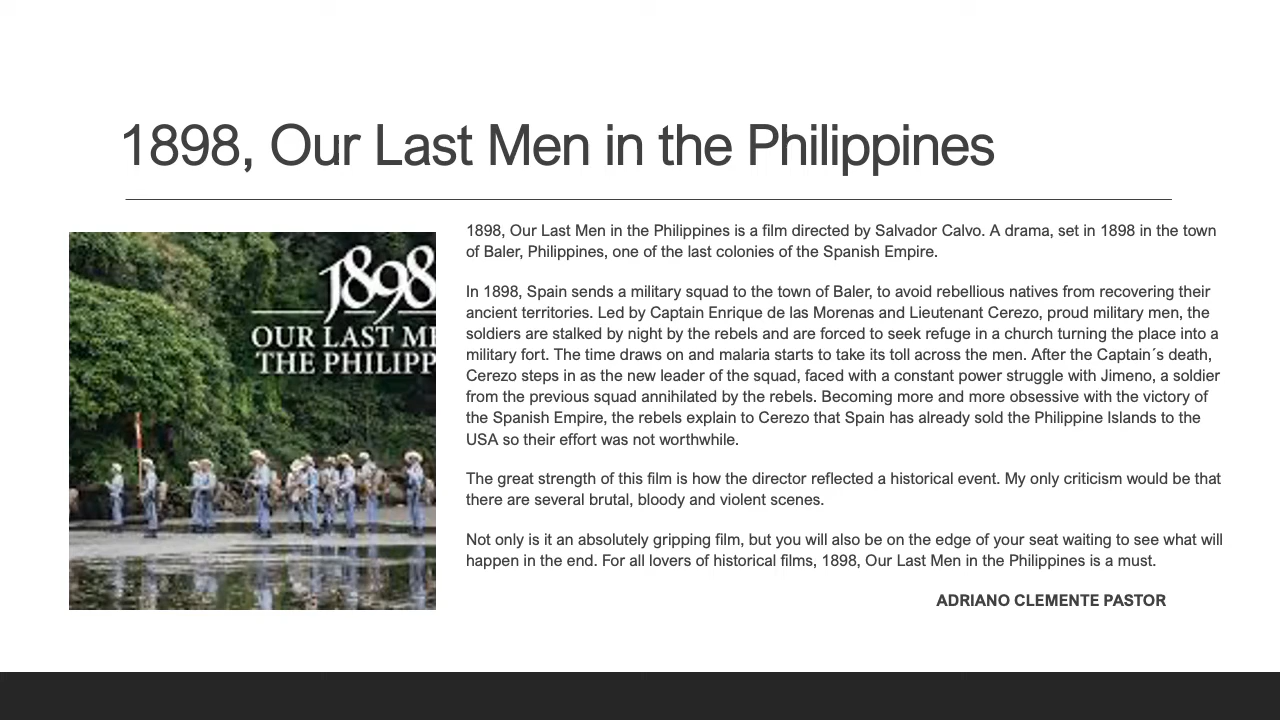 1898, Our Last Men in the Philippines
1898
OUR LAST ME
THE PHILIPP
1898, Our Last Men in the Philippines is a film directed by Salvador Calvo. A drama, set in 1898 in the town
of Baler, Philippines, one of the last colonies of the Spanish Empire.
In 1898, Spain sends a military squad to the town of Baler, to avoid rebellious natives from recovering their
ancient territories. Led by Captain Enrique de las Morenas and Lieutenant Cerezo, proud military men, the
soldiers are stalked by night by the rebels and are forced to seek refuge in a church turning the place into a
military fort. The time draws on and malaria starts to take its toll across the men. After the Captain´s death,
Cerezo steps in as the new leader of the squad, faced with a constant power struggle with Jimeno, a soldier
from the previous squad annihilated by the rebels. Becoming more and more obsessive with the victory of
the Spanish Empire, the rebels explain to Cerezo that Spain has already sold the Philippine Islands to the
USA so their effort was not worthwhile.
The great strength of this film is how the director reflected a historical event. My only criticism would be that
there are several brutal, bloody and violent scenes.
Not only is it an absolutely gripping film, but you will also be on the edge of your seat waiting to see what will
happen in the end. For all lovers of historical films, 1898, Our Last Men in the Philippines is a must.
ADRIANO CLEMENTE PASTOR